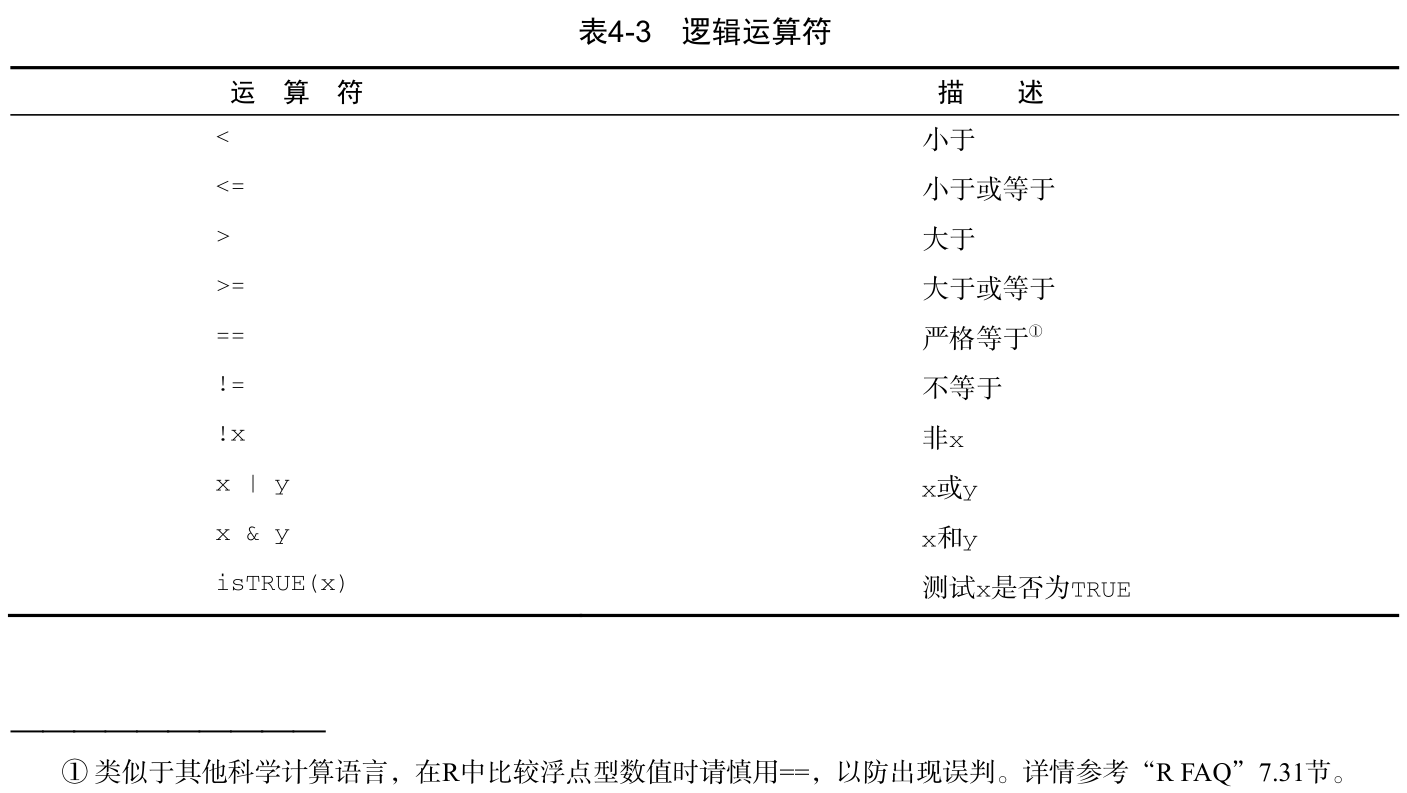 表4-3 逻辑运算符
运 算 符 描 述
< 小于
<= 小于或等于
> 大于
>= 大于或等于
== 严格等于①
!= 不等于
!x 非x
x | y x或y
x & y x和y
isTRUE(x) 测试x是否为TRUE
① 类似于其他科学计算语言，在R中比较浮点型数值时请慎用==，以防出现误判。详情参考“R FAQ”7.31节。